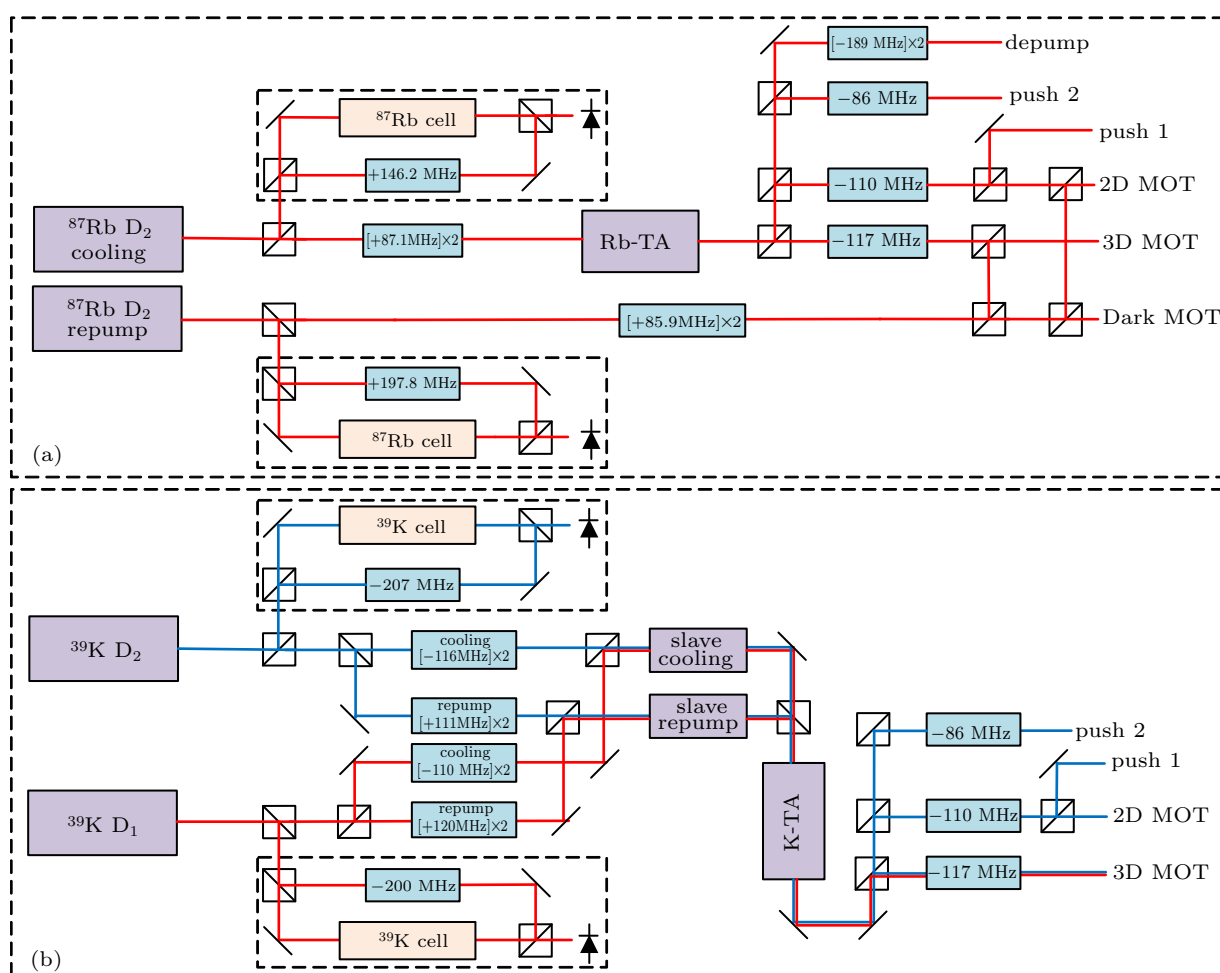 [−189 MHz]×2
depump
−86 MHz
push 2
⁸⁷Rb cell
push 1
+146.2 MHz
−110 MHz
2D MOT
⁸⁷Rb D₂
cooling
[+87.1MHz]×2
Rb-TA
−117 MHz
3D MOT
⁸⁷Rb D₂
repump
[+85.9MHz]×2
Dark MOT
+197.8 MHz
⁸⁷Rb cell
(a)
³⁹K cell
−207 MHz
³⁹K D₂
cooling
[−116MHz]×2
slave
cooling
repump
[+111MHz]×2
slave
repump
cooling
[−110 MHz]×2
−86 MHz
push 2
push 1
³⁹K D₁
repump
[+120MHz]×2
K-TA
−110 MHz
2D MOT
−117 MHz
3D MOT
−200 MHz
³⁹K cell
(b)